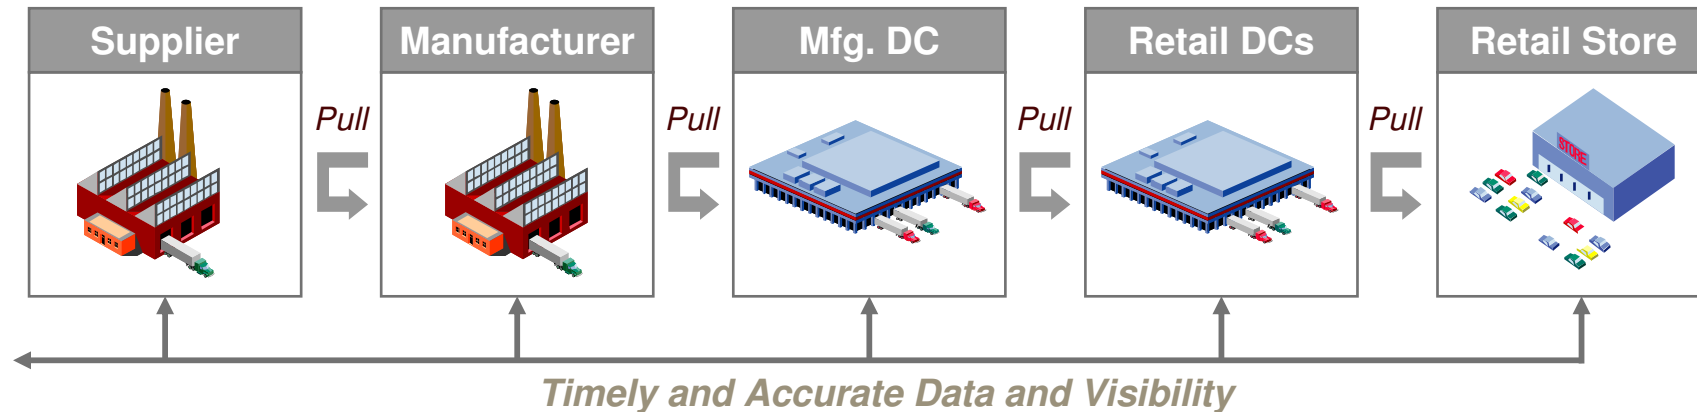 Supplier
Manufacturer
Mfg. DC
Retail DCs
Retail Store
Pull
Pull
Pull
Pull
STORE
Timely and Accurate Data and Visibility